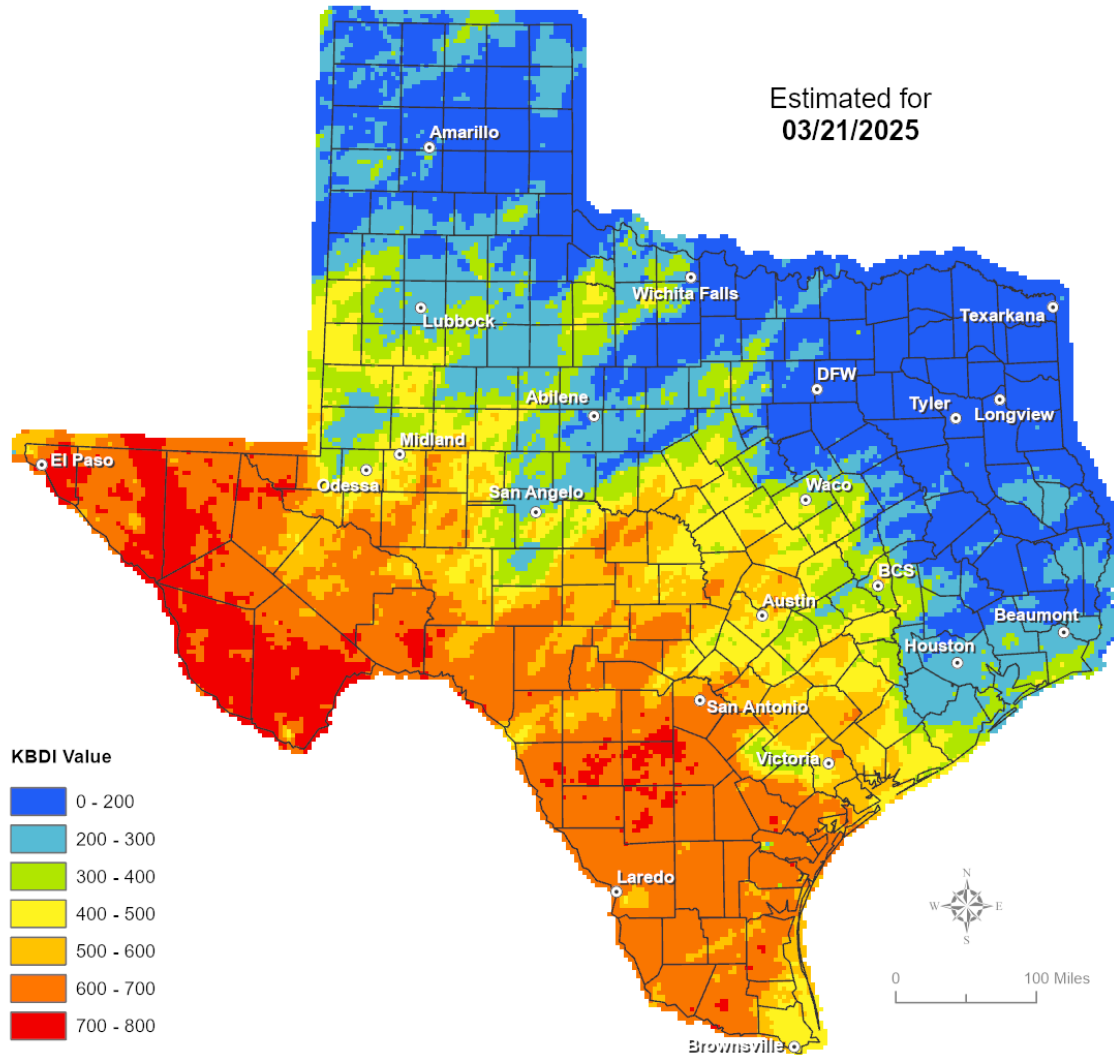 Estimated for
03/21/2025
Amarillo
Wichita Falls
Lubbock
Texarkana
DFW
Abilene
Tyler
Longview
Midland
El Paso
Odessa
San Angelo
Waco
BCS
Austin
Beaumont
Houston
San Antonio
Victoria
Laredo
Brownsville
KBDI Value
0 - 200
200 - 300
300 - 400
400 - 500
500 - 600
600 - 700
700 - 800
N
W E
S
0 100 Miles